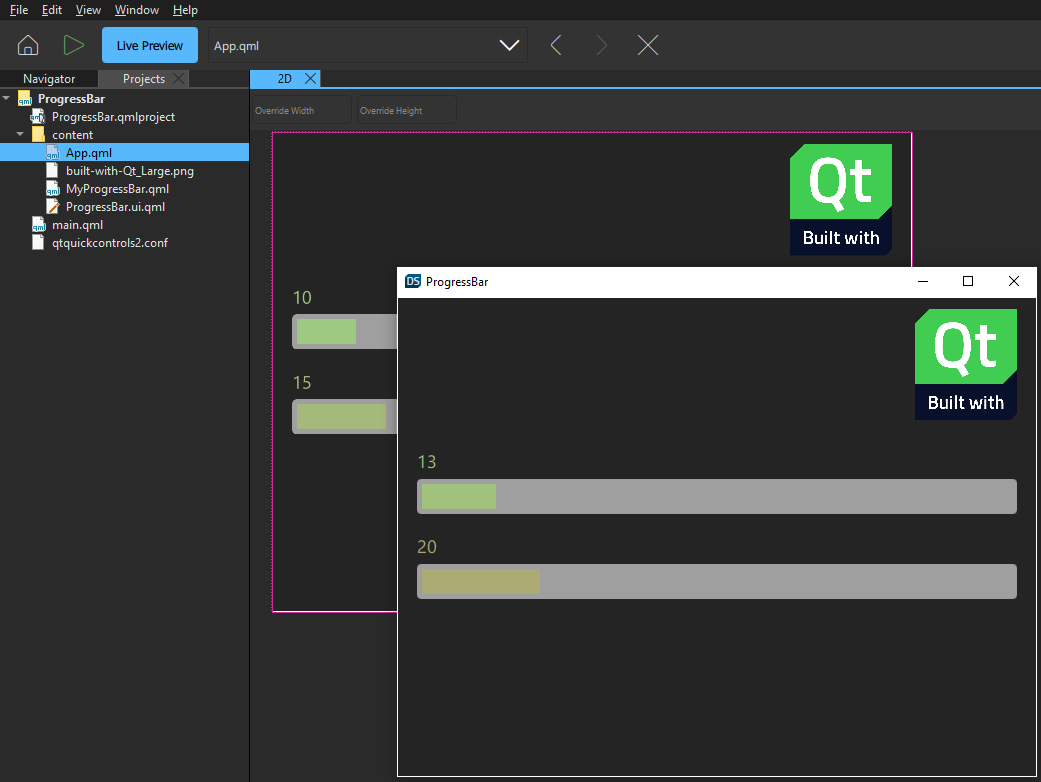 File Edit View Window Help
Live Preview App.qml
Navigator Projects 2D
ProgressBar
Override Width Override Height
ProgressBar.qmlproject
content
App.qml
built-with-Qt_Large.png
MyProgressBar.qml
ProgressBar.ui.qml
main.qml
qtquickcontrols2.conf
Qt
Built with
10
15
DS ProgressBar
Qt
Built with
13
20